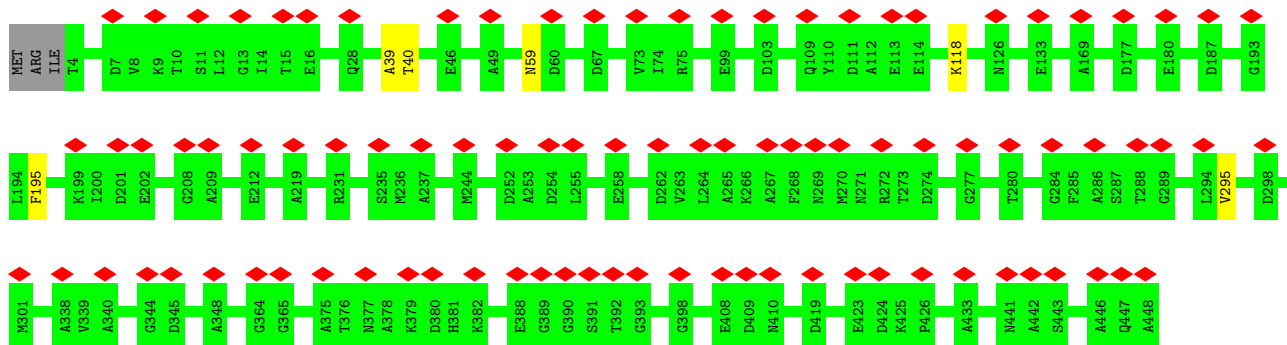 MET ARG ILE T4 D7 V8 K9 T10 S11 L12 G13 I14 T15 E16 Q28 A39 T40 E46 A49 N59 D60 D67 V73 I74 R75 E99 D103 Q109 Y110 D111 A112 E113 E114 K118 N126 E133 A169 D177 E180 D187 G193
L194 F195 K199 I200 D201 E202 G208 A209 E212 A219 R231 S235 M236 A237 M244 D252 A253 D254 L255 E258 D262 V263 L264 A265 K266 A267 F268 N269 M270 N271 R272 T273 D274 G277 T280 G284 F285 A286 S287 T288 G289 L294 V295 D298
M301 A338 V339 A340 G344 D345 A348 G364 G365 A375 T376 N377 A378 K379 D380 H381 K382 E388 G389 G390 S391 T392 G393 G398 E408 D409 N410 D419 E423 D424 K425 P426 A433 N441 A442 S443 A446 Q447 A448